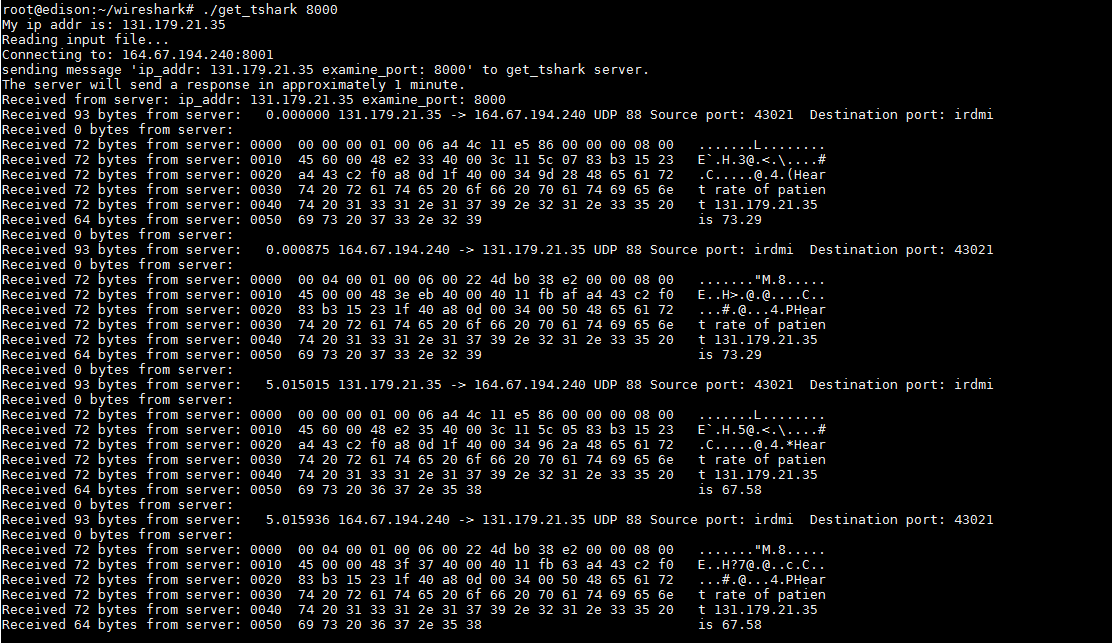 root@edison:~/wireshark# ./get_tshark 8000
My ip addr is: 131.179.21.35
Reading input file...
Connecting to: 164.67.194.240:8001
sending message 'ip_addr: 131.179.21.35 examine_port: 8000' to get_tshark server.
The server will send a response in approximately 1 minute.
Received from server: ip_addr: 131.179.21.35 examine_port: 8000
Received 93 bytes from server:   0.000000 131.179.21.35 -> 164.67.194.240 UDP 88 Source port: 43021  Destination port: irdmi
Received 0 bytes from server:
Received 72 bytes from server: 0000  00 00 00 01 00 06 a4 4c 11 e5 86 00 00 00 08 00   .......L........
Received 72 bytes from server: 0010  45 60 00 48 e2 33 40 00 3c 11 5c 07 83 b3 15 23   E`.H.3@.<.\....#
Received 72 bytes from server: 0020  a4 43 c2 f0 a8 0d 1f 40 00 34 9d 28 48 65 61 72   .C.....@.4.(Hear
Received 72 bytes from server: 0030  74 20 72 61 74 65 20 6f 66 20 70 61 74 69 65 6e   t rate of patien
Received 72 bytes from server: 0040  74 20 31 33 31 2e 31 37 39 2e 32 31 2e 33 35 20   t 131.179.21.35
Received 64 bytes from server: 0050  69 73 20 37 33 2e 32 39                           is 73.29
Received 0 bytes from server:
Received 93 bytes from server:   0.000875 164.67.194.240 -> 131.179.21.35 UDP 88 Source port: irdmi  Destination port: 43021
Received 0 bytes from server:
Received 72 bytes from server: 0000  00 04 00 01 00 06 00 22 4d b0 38 e2 00 00 08 00   ......."M.8.....
Received 72 bytes from server: 0010  45 00 00 48 3e eb 40 00 40 11 fb af a4 43 c2 f0   E..H>.@.@....C..
Received 72 bytes from server: 0020  83 b3 15 23 1f 40 a8 0d 00 34 00 50 48 65 61 72   ...#.@...4.PHear
Received 72 bytes from server: 0030  74 20 72 61 74 65 20 6f 66 20 70 61 74 69 65 6e   t rate of patien
Received 72 bytes from server: 0040  74 20 31 33 31 2e 31 37 39 2e 32 31 2e 33 35 20   t 131.179.21.35
Received 64 bytes from server: 0050  69 73 20 37 33 2e 32 39                           is 73.29
Received 0 bytes from server:
Received 93 bytes from server:   5.015015 131.179.21.35 -> 164.67.194.240 UDP 88 Source port: 43021  Destination port: irdmi
Received 0 bytes from server:
Received 72 bytes from server: 0000  00 00 00 01 00 06 a4 4c 11 e5 86 00 00 00 08 00   .......L........
Received 72 bytes from server: 0010  45 60 00 48 e2 35 40 00 3c 11 5c 05 83 b3 15 23   E`.H.5@.<.\....#
Received 72 bytes from server: 0020  a4 43 c2 f0 a8 0d 1f 40 00 34 96 2a 48 65 61 72   .C.....@.4.*Hear
Received 72 bytes from server: 0030  74 20 72 61 74 65 20 6f 66 20 70 61 74 69 65 6e   t rate of patien
Received 72 bytes from server: 0040  74 20 31 33 31 2e 31 37 39 2e 32 31 2e 33 35 20   t 131.179.21.35
Received 64 bytes from server: 0050  69 73 20 36 37 2e 35 38                           is 67.58
Received 0 bytes from server:
Received 93 bytes from server:   5.015936 164.67.194.240 -> 131.179.21.35 UDP 88 Source port: irdmi  Destination port: 43021
Received 0 bytes from server:
Received 72 bytes from server: 0000  00 04 00 01 00 06 00 22 4d b0 38 e2 00 00 08 00   ......."M.8.....
Received 72 bytes from server: 0010  45 00 00 48 3f 37 40 00 40 11 fb 63 a4 43 c2 f0   E..H?7@.@..c.C..
Received 72 bytes from server: 0020  83 b3 15 23 1f 40 a8 0d 00 34 00 50 48 65 61 72   ...#.@...4.PHear
Received 72 bytes from server: 0030  74 20 72 61 74 65 20 6f 66 20 70 61 74 69 65 6e   t rate of patien
Received 72 bytes from server: 0040  74 20 31 33 31 2e 31 37 39 2e 32 31 2e 33 35 20   t 131.179.21.35
Received 64 bytes from server: 0050  69 73 20 36 37 2e 35 38                           is 67.58